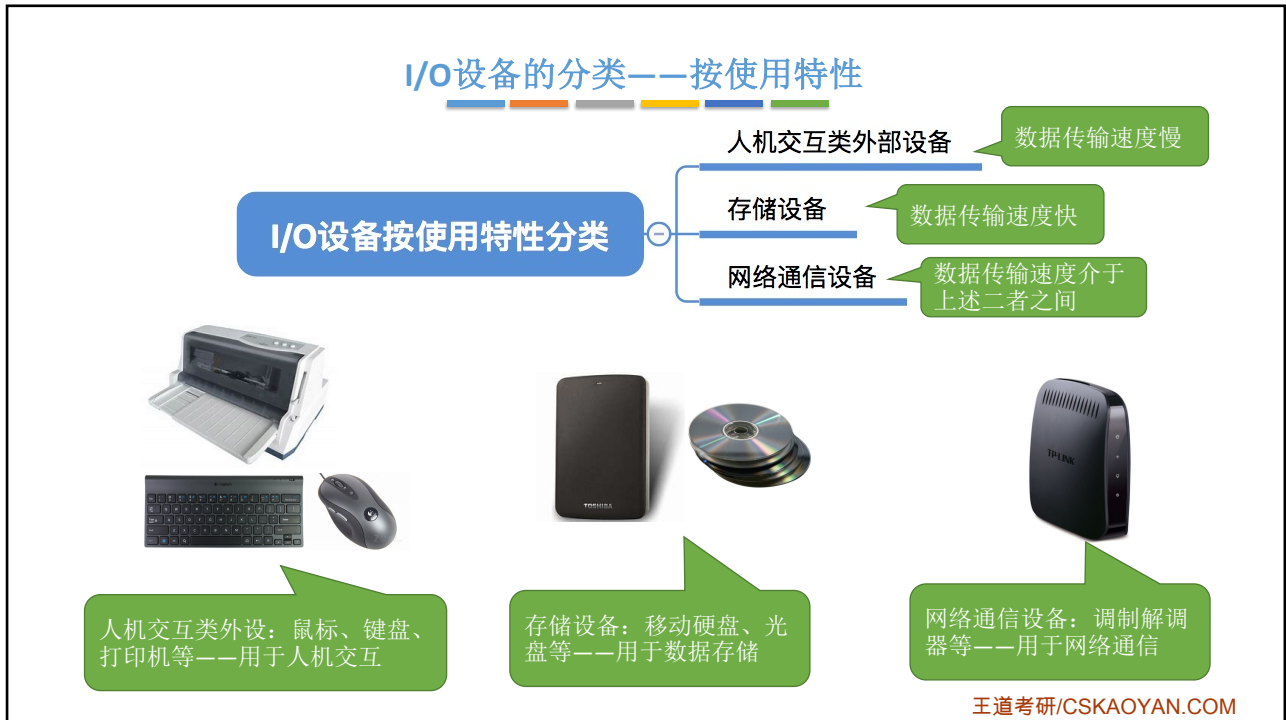 I/O设备的分类——按使用特性
人机交互类外部设备
数据传输速度慢
I/O设备按使用特性分类
存储设备
数据传输速度快
网络通信设备
数据传输速度介于
上述二者之间
TOSHIBA
TP-LINK
人机交互类外设：鼠标、键盘、
打印机等——用于人机交互
存储设备：移动硬盘、光
盘等——用于数据存储
网络通信设备：调制解调
器等——用于网络通信
王道考研/CSKAOYAN.COM